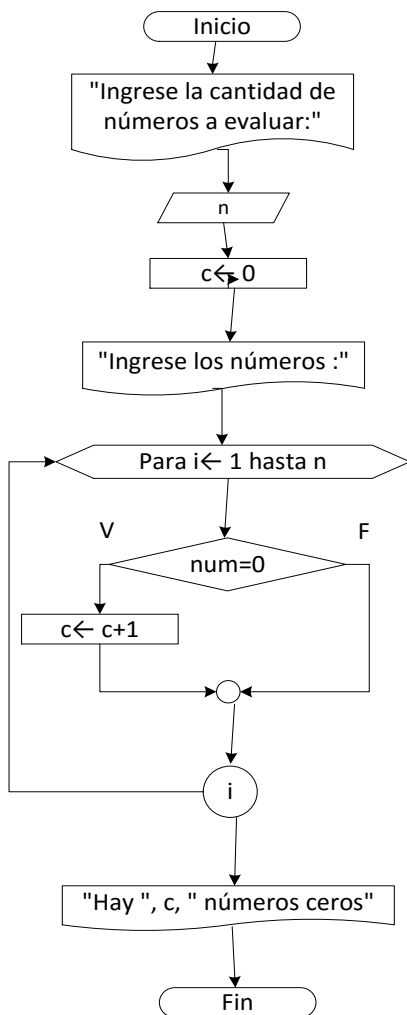 Inicio
"Ingrese la cantidad de
números a evaluar:"
n
c← 0
"Ingrese los números :"
Para i← 1 hasta n
V
F
num=0
c← c+1
i
"Hay ", c, " números ceros"
Fin